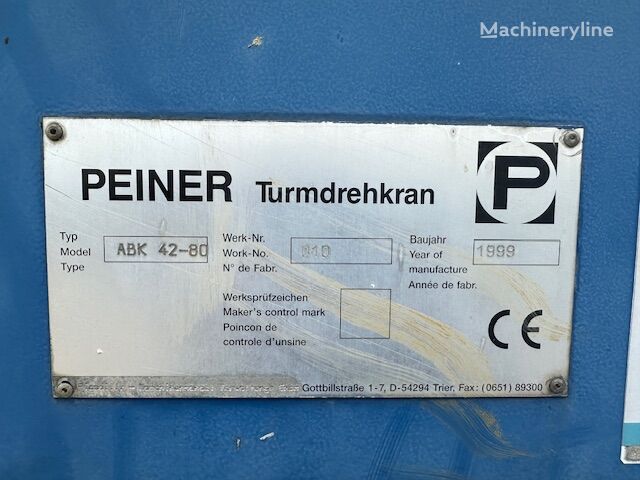 Machineryline
PEINER Turmdrehkran
P
Typ
Model
Type
ABK 42-80
Werk-Nr.
Work-No.
N° de Fabr.
010
Baujahr
Year of
manufacture
Année de fabr.
1999
Werksprüfzeichen
Maker's control mark
Poincon de
controle d'unsine
CE
Gottbillstraße 1-7, D-54294 Trier, Fax: (0651) 89300